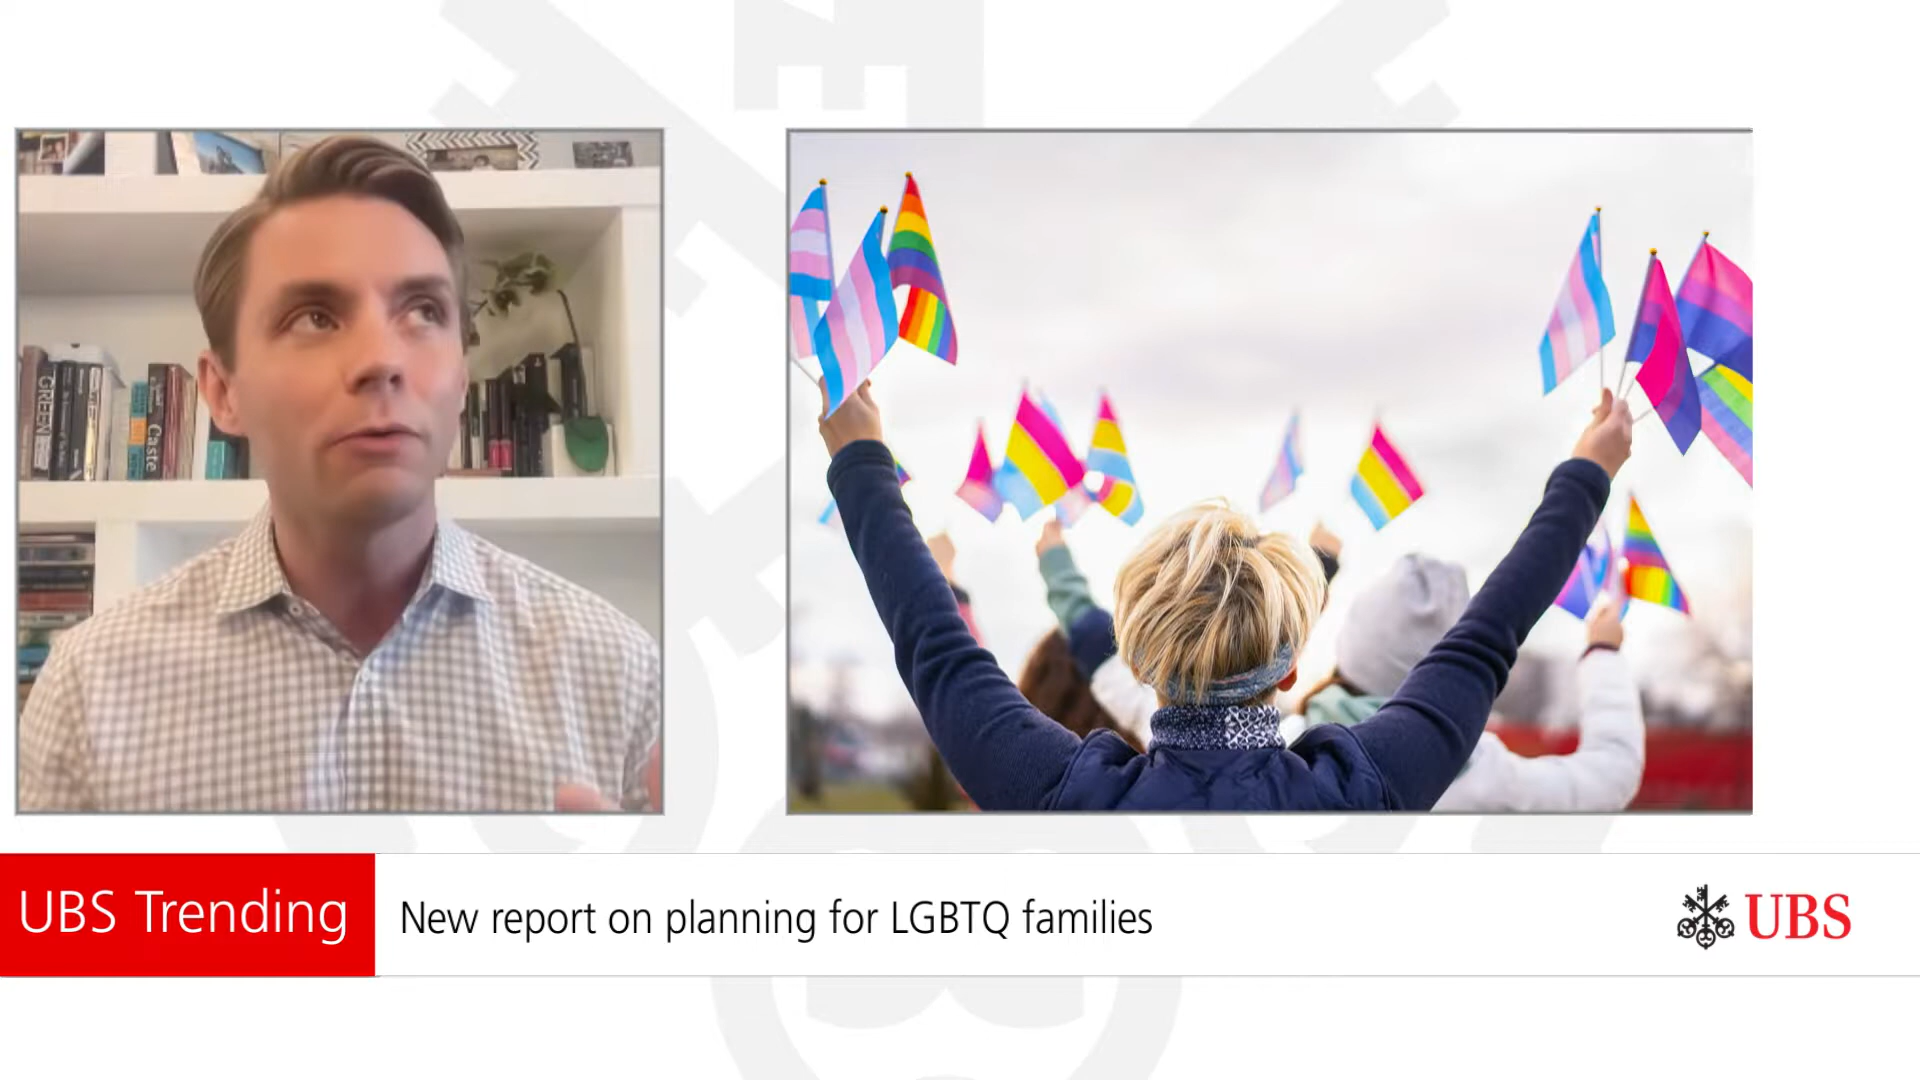 GREEN
Caste
UBS Trending
New report on planning for LGBTQ families
UBS